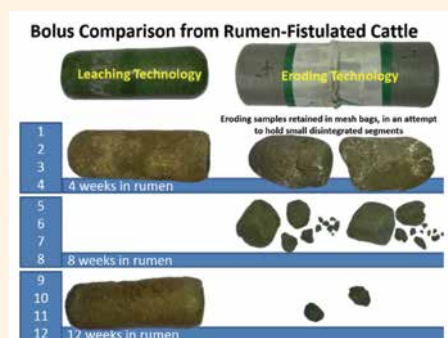 Bolus Comparison from Rumen-Fistulated Cattle
Leaching Technology
Eroding Technology
Eroding samples retained in mesh bags, in an attempt
to hold small disintegrated segments
1
2
3
4
4 weeks in rumen
5
6
7
8
8 weeks in rumen
9
10
11
12
12 weeks in rumen